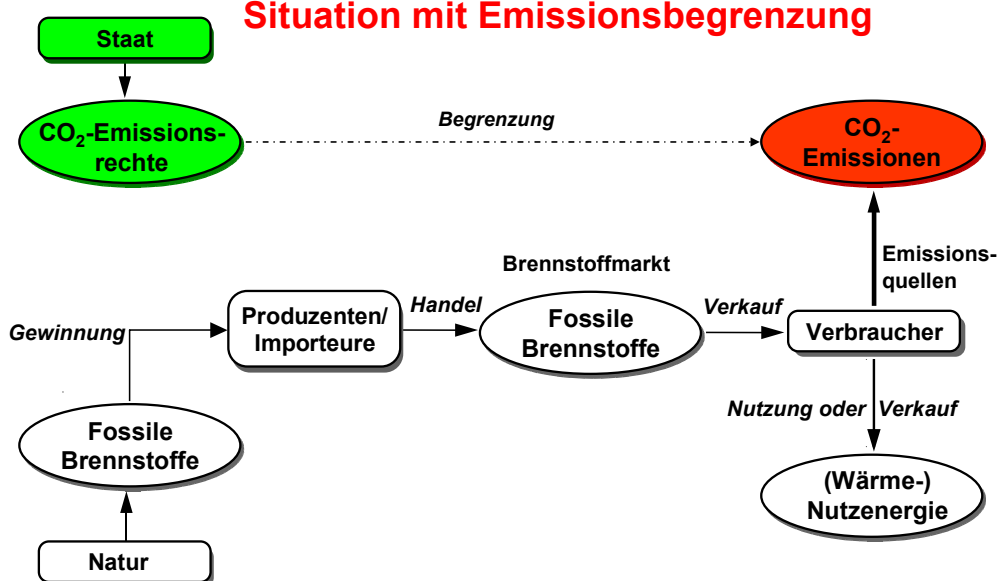 Situation mit Emissionsbegrenzung
Staat
CO₂-Emissions-
rechte
Begrenzung
CO₂-
Emissionen
Emissions-
quellen
Brennstoffmarkt
Gewinnung
Produzenten/
Importeure
Handel
Fossile
Brennstoffe
Verkauf
Verbraucher
Nutzung oder Verkauf
Fossile
Brennstoffe
(Wärme-)
Nutzenergie
Natur